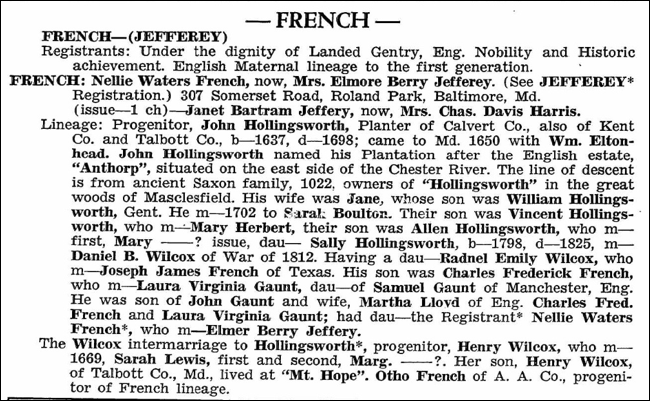 — FRENCH —
FRENCH—(JEFFEREY)
Registrants: Under the dignity of Landed Gentry, Eng. Nobility and Historic
achievement. English Maternal lineage to the first generation.
FRENCH: Nellie Waters French, now, Mrs. Elmore Berry Jefferey. (See JEFFEREY*
Registration.) 307 Somerset Road, Roland Park, Baltimore, Md.
(issue—1 ch)—Janet Bartram Jeffery, now, Mrs. Chas. Davis Harris.
Lineage: Progenitor, John Hollingsworth, Planter of Calvert Co., also of Kent
Co. and Talbott Co., b—1637, d—1698; came to Md. 1650 with Wm. Elton-
head. John Hollingsworth named his Plantation after the English estate,
"Anthorp", situated on the east side of the Chester River. The line of descent
is from ancient Saxon family, 1022, owners of "Hollingsworth" in the great
woods of Masclesfield. His wife was Jane, whose son was William Hollings-
worth, Gent. He m—1702 to Sarah Boulton. Their son was Vincent Hollings-
worth, who m—Mary Herbert, their son was Allen Hollingsworth, who m—
first, Mary ——? issue, dau— Sally Hollingsworth, b—1798, d—1825, m—
Daniel B. Wilcox of War of 1812. Having a dau—Radnel Emily Wilcox, who
m—Joseph James French of Texas. His son was Charles Frederick French,
who m—Laura Virginia Gaunt, dau—of Samuel Gaunt of Manchester, Eng.
He was son of John Gaunt and wife, Martha Lloyd of Eng. Charles Fred.
French and Laura Virginia Gaunt; had dau—the Registrant* Nellie Waters
French*, who m—Elmer Berry Jeffery.
The Wilcox intermarriage to Hollingsworth*, progenitor, Henry Wilcox, who m—
1669, Sarah Lewis, first and second, Marg. —?. Her son, Henry Wilcox,
of Talbott Co., Md., lived at "Mt. Hope". Otho French of A. A. Co., progeni-
tor of French lineage.